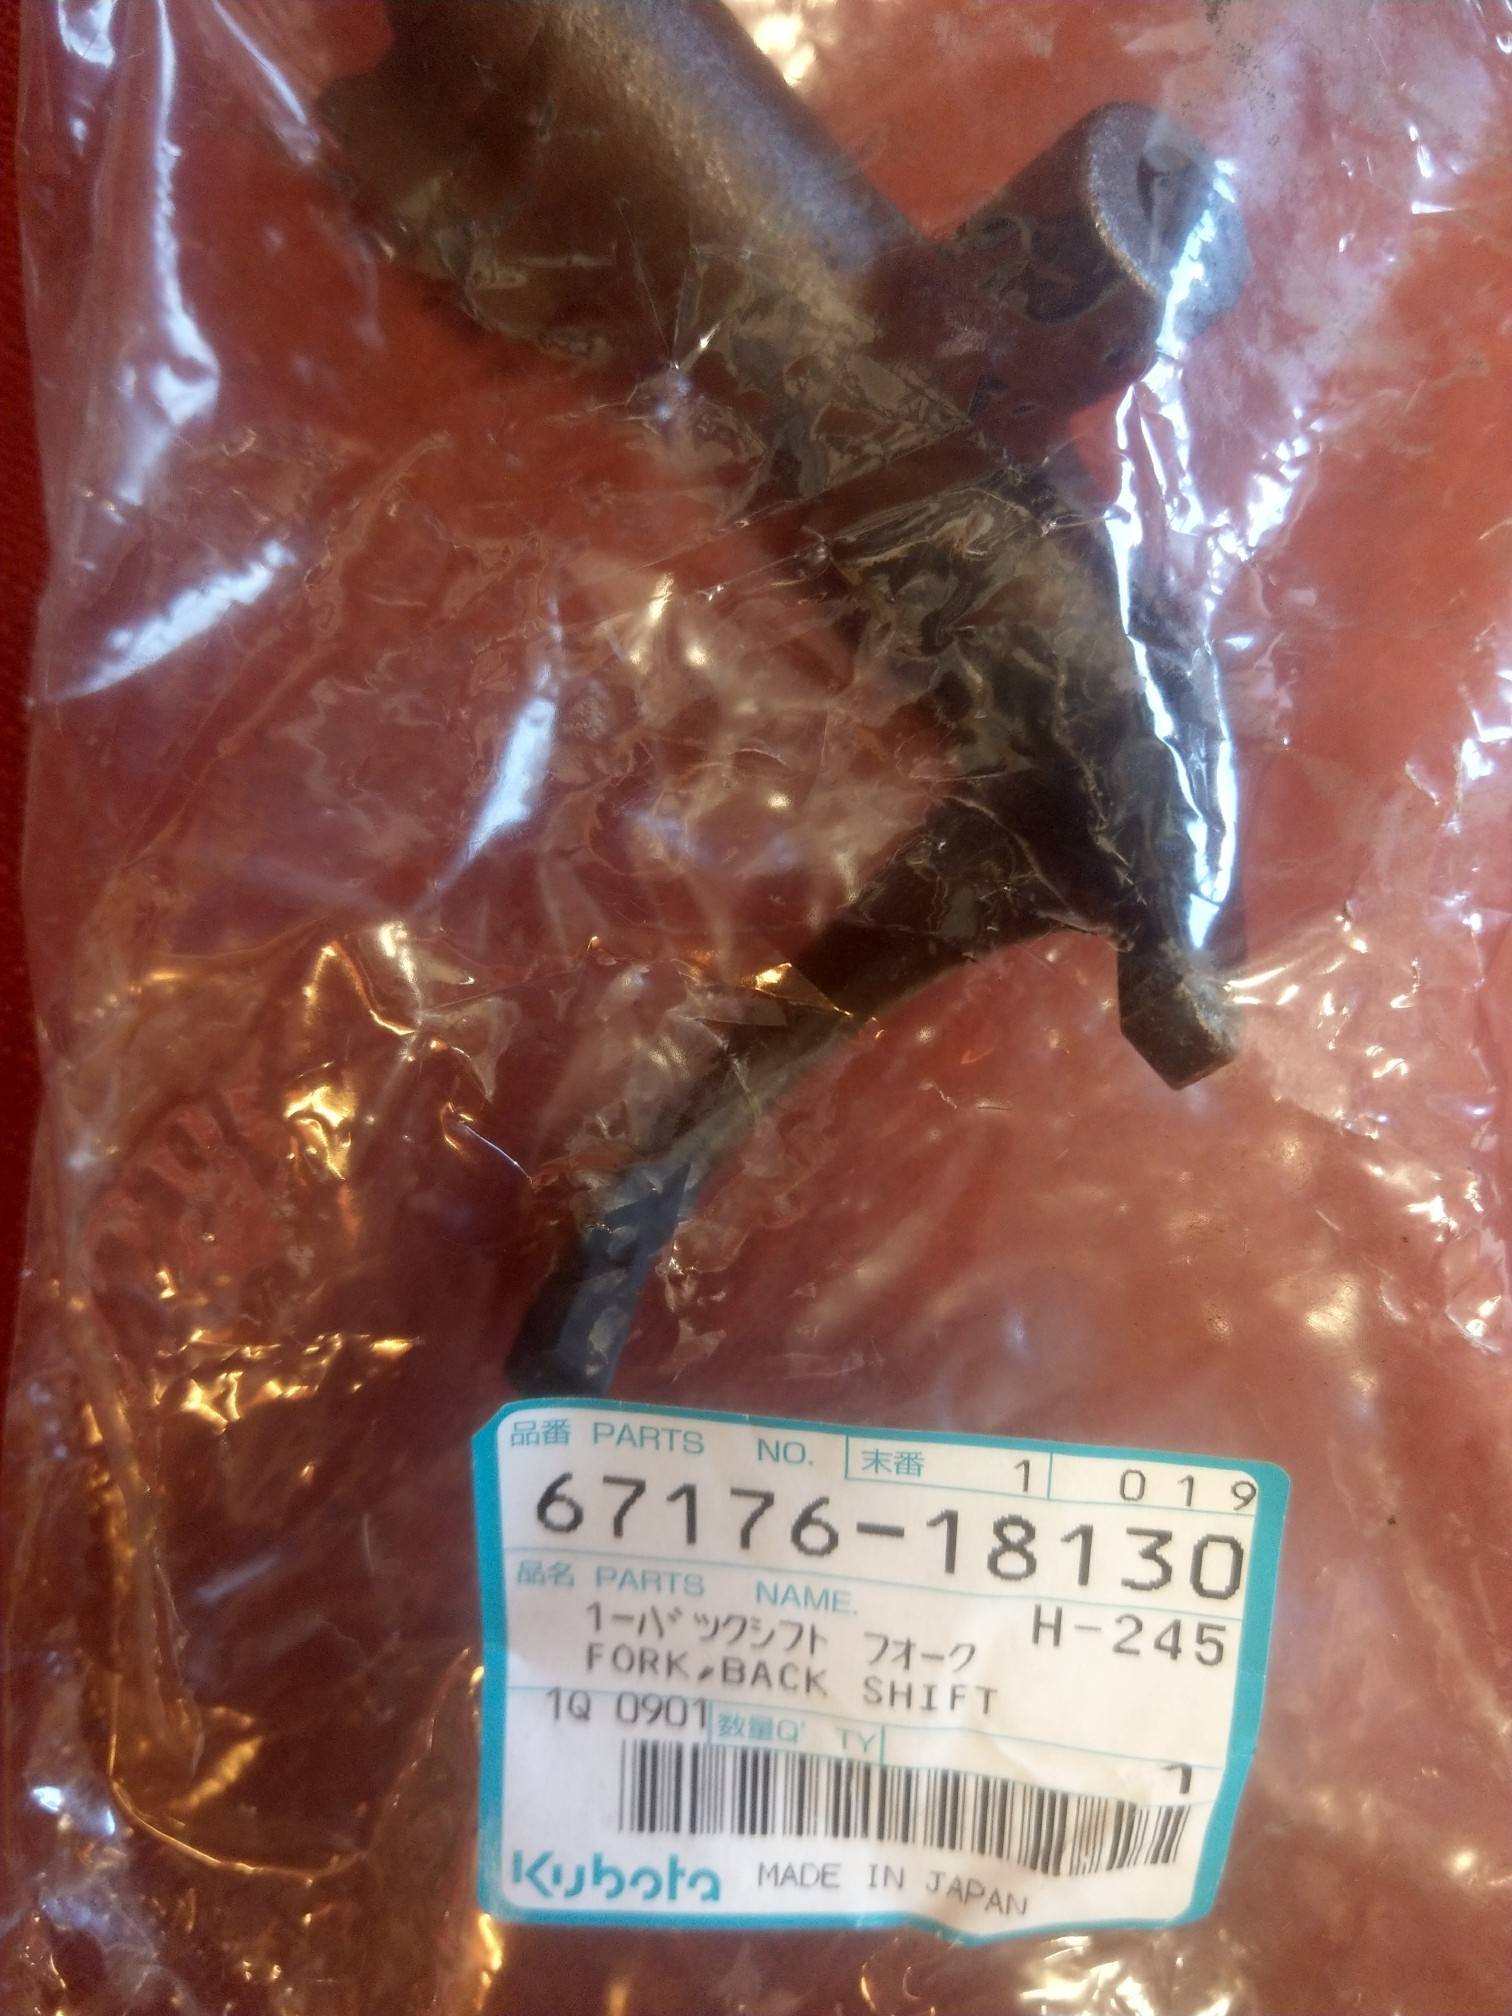 品番 PARTS NO. 末番 1 019
67176-18130
品名 PARTS NAME. H-245
1-バックシフト フォーク
FORK,BACK SHIFT
1Q 0901 数量Q'TY
1
Kubota MADE IN JAPAN